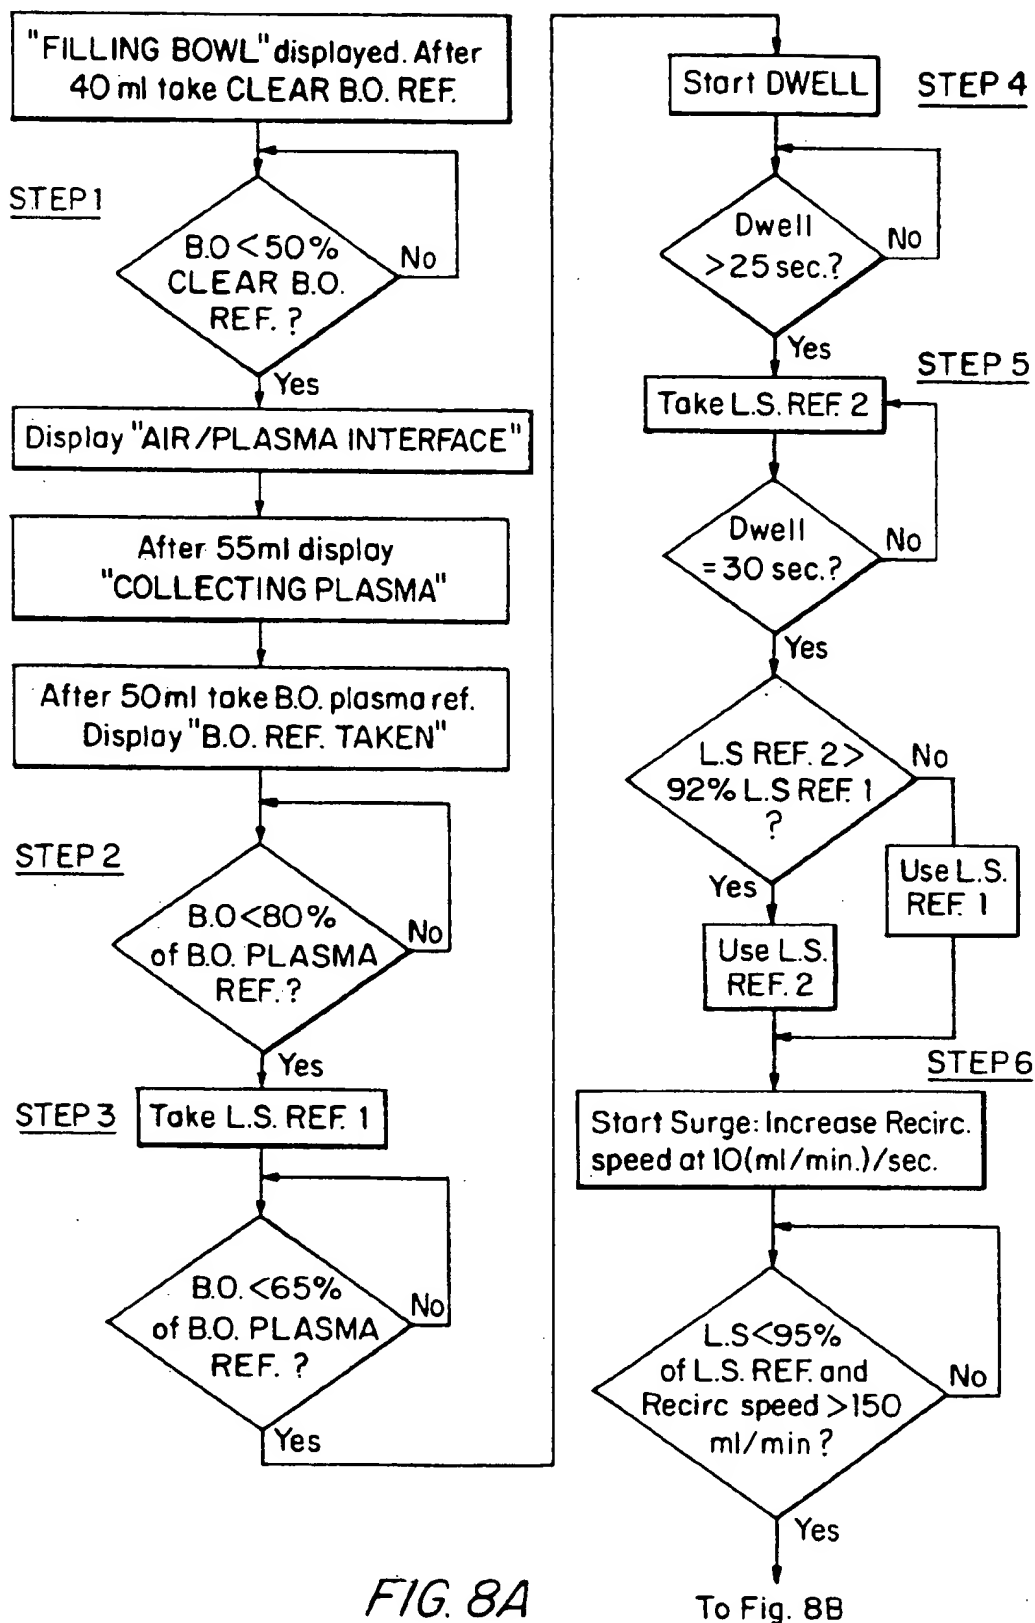 "FILLING BOWL" displayed. After
40 ml take CLEAR B.O. REF.
STEP 1
B.O < 50%
CLEAR B.O.
REF. ?
No
Yes
Display "AIR/PLASMA INTERFACE"
After 55ml display
"COLLECTING PLASMA"
After 50ml take B.O. plasma ref.
Display "B.O. REF. TAKEN"
STEP 2
B.O<80%
of B.O. PLASMA
REF. ?
No
Yes
STEP 3
Take L.S. REF. 1
B.O. <65%
of B.O. PLASMA
REF. ?
No
Yes
Start DWELL
STEP 4
Dwell
>25 sec.?
No
Yes
STEP 5
Take L.S. REF. 2
Dwell
= 30 sec.?
No
Yes
L.S REF. 2 >
92% L.S REF. 1
?
No
Yes
Use L.S.
REF. 1
Use L.S.
REF. 2
STEP 6
Start Surge: Increase Recirc.
speed at 10(ml/min.)/sec.
L.S<95%
of L.S. REF. and
Recirc speed >150
ml/min ?
No
Yes
To Fig. 8B
FIG. 8A